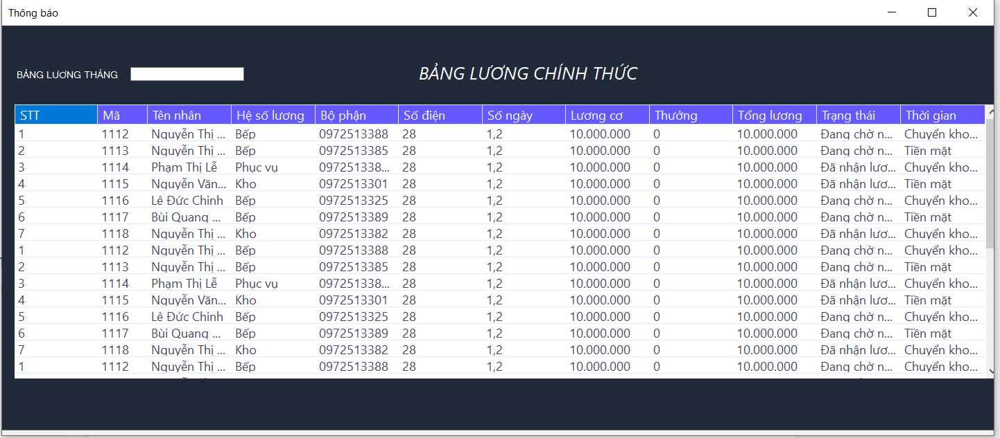 Thông báo
BẢNG LƯƠNG THÁNG
BẢNG LƯƠNG CHÍNH THỨC
STT Mã Tên nhân Hệ số lương Bộ phận Số điện Số ngày Lương cơ Thưởng Tổng lương Trạng thái Thời gian
1 1112 Nguyễn Thị ... Bếp 0972513388 28 1,2 10.000.000 0 10.000.000 Đang chờ n... Chuyển kho...
2 1113 Nguyễn Thị ... Bếp 0972513385 28 1,2 10.000.000 0 10.000.000 Đang chờ n... Tiền mặt
3 1114 Phạm Thị Lễ Phục vụ 097251338... 28 1,2 10.000.000 0 10.000.000 Đã nhận lươ... Chuyển kho...
4 1115 Nguyễn Văn... Kho 0972513301 28 1,2 10.000.000 0 10.000.000 Đã nhận lươ... Tiền mặt
5 1116 Lê Đức Chinh Bếp 0972513325 28 1,2 10.000.000 0 10.000.000 Đang chờ n... Chuyển kho...
6 1117 Bùi Quang ... Bếp 0972513389 28 1,2 10.000.000 0 10.000.000 Đang chờ n... Tiền mặt
7 1118 Nguyễn Thị ... Kho 0972513382 28 1,2 10.000.000 0 10.000.000 Đã nhận lươ... Chuyển kho...
1 1112 Nguyễn Thị ... Bếp 0972513388 28 1,2 10.000.000 0 10.000.000 Đang chờ n... Chuyển kho...
2 1113 Nguyễn Thị ... Bếp 0972513385 28 1,2 10.000.000 0 10.000.000 Đang chờ n... Tiền mặt
3 1114 Phạm Thị Lễ Phục vụ 097251338... 28 1,2 10.000.000 0 10.000.000 Đã nhận lươ... Chuyển kho...
4 1115 Nguyễn Văn... Kho 0972513301 28 1,2 10.000.000 0 10.000.000 Đã nhận lươ... Tiền mặt
5 1116 Lê Đức Chinh Bếp 0972513325 28 1,2 10.000.000 0 10.000.000 Đang chờ n... Chuyển kho...
6 1117 Bùi Quang ... Bếp 0972513389 28 1,2 10.000.000 0 10.000.000 Đang chờ n... Tiền mặt
7 1118 Nguyễn Thị ... Kho 0972513382 28 1,2 10.000.000 0 10.000.000 Đã nhận lươ... Chuyển kho...
1 1112 Nguyễn Thị ... Bếp 0972513388 28 1,2 10.000.000 0 10.000.000 Đang chờ n... Chuyển kho...